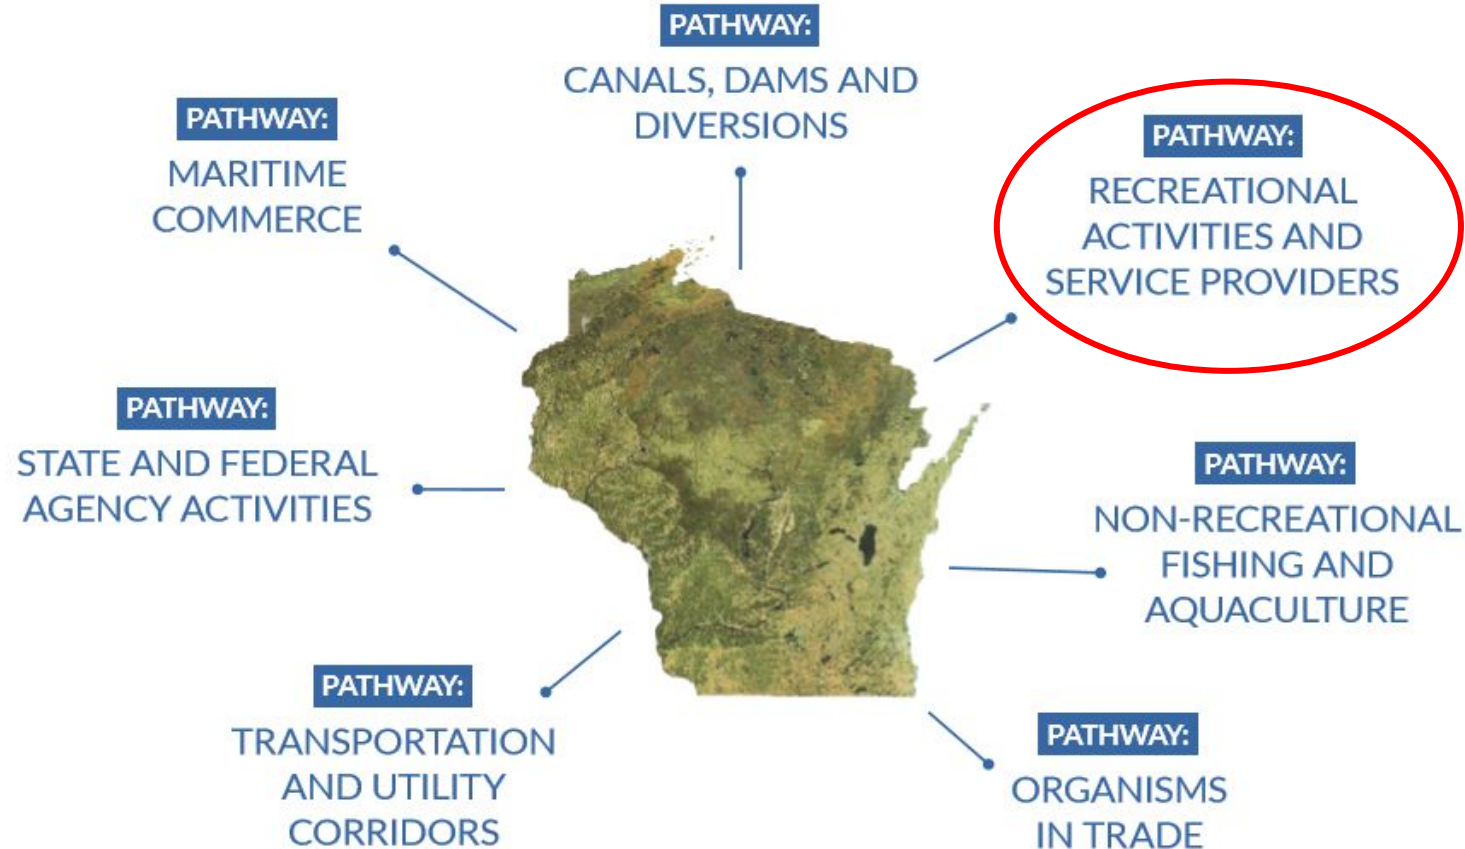 PATHWAY:
CANALS, DAMS AND
DIVERSIONS
PATHWAY:
MARITIME
COMMERCE
PATHWAY:
RECREATIONAL
ACTIVITIES AND
SERVICE PROVIDERS
PATHWAY:
STATE AND FEDERAL
AGENCY ACTIVITIES
PATHWAY:
NON-RECREATIONAL
FISHING AND
AQUACULTURE
PATHWAY:
TRANSPORTATION
AND UTILITY
CORRIDORS
PATHWAY:
ORGANISMS
IN TRADE